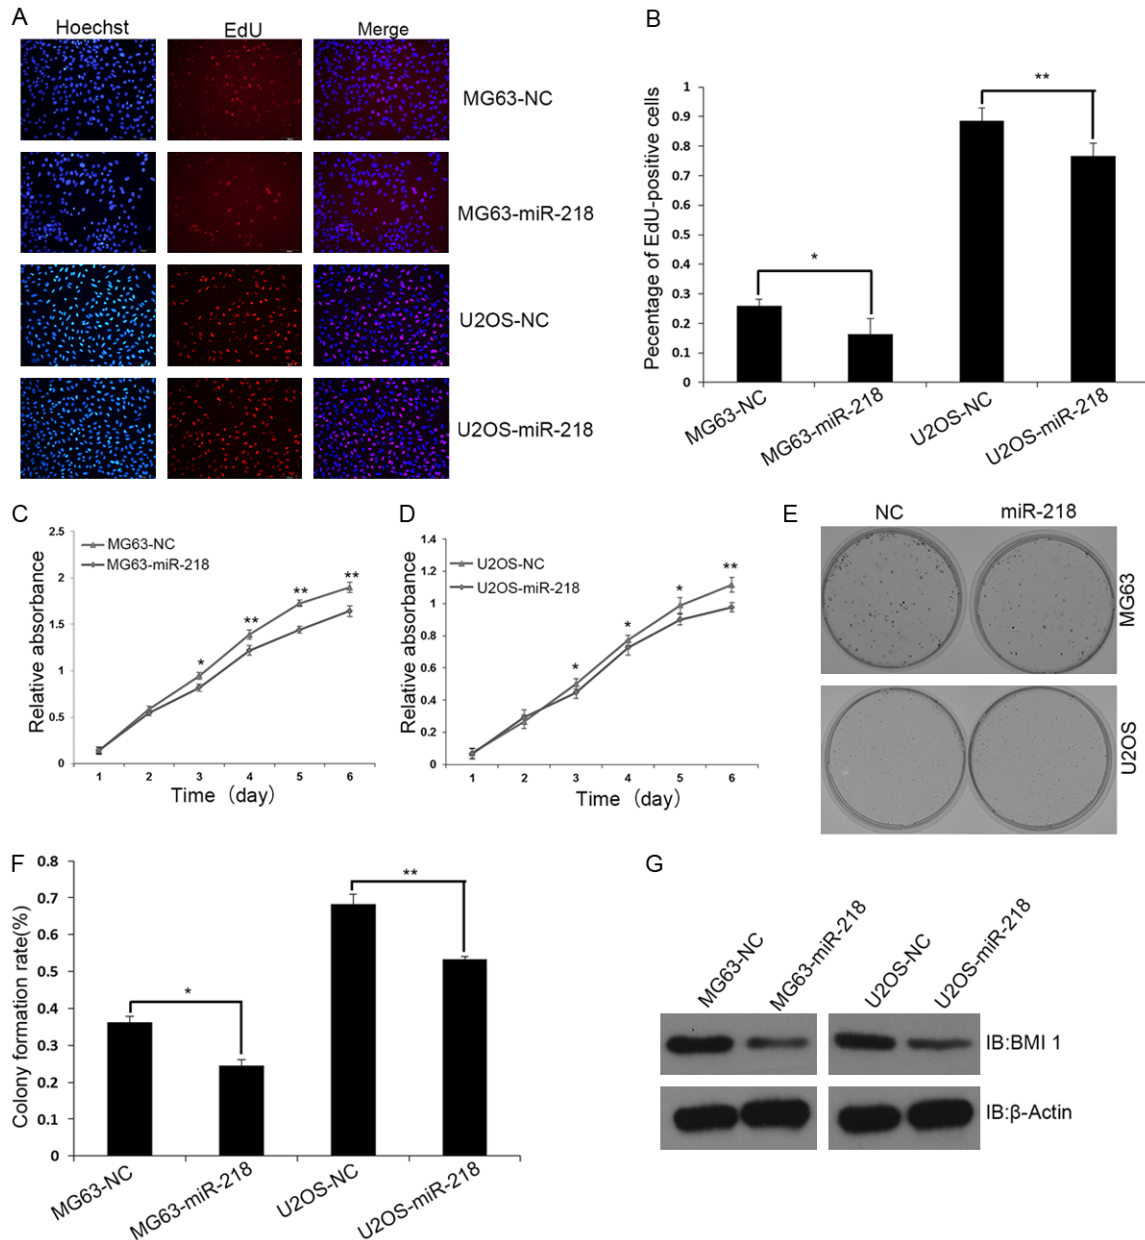 A
Hoechst EdU Merge
MG63-NC
MG63-miR-218
U2OS-NC
U2OS-miR-218
B
Pecentage of EdU-positive cells
1
0.9
0.8
0.7
0.6
0.5
0.4
0.3
0.2
0.1
0
*
**
MG63-NC
MG63-miR-218
U2OS-NC
U2OS-miR-218
C
Relative absorbance
2.5
2
1.5
1
0.5
0
MG63-NC
MG63-miR-218
* ** ** **
1 2 3 4 5 6
Time (day)
D
Relative absorbance
1.4
1.2
1
0.8
0.6
0.4
0.2
0
U2OS-NC
U2OS-miR-218
* * * **
1 2 3 4 5 6
Time (day)
E
NC miR-218
MG63
U2OS
F
Colony formation rate(%)
0.8
0.7
0.6
0.5
0.4
0.3
0.2
0.1
0
*
**
MG63-NC
MG63-miR-218
U2OS-NC
U2OS-miR-218
G
MG63-NC
MG63-miR-218
U2OS-NC
U2OS-miR-218
IB:BMI 1
IB:β-Actin